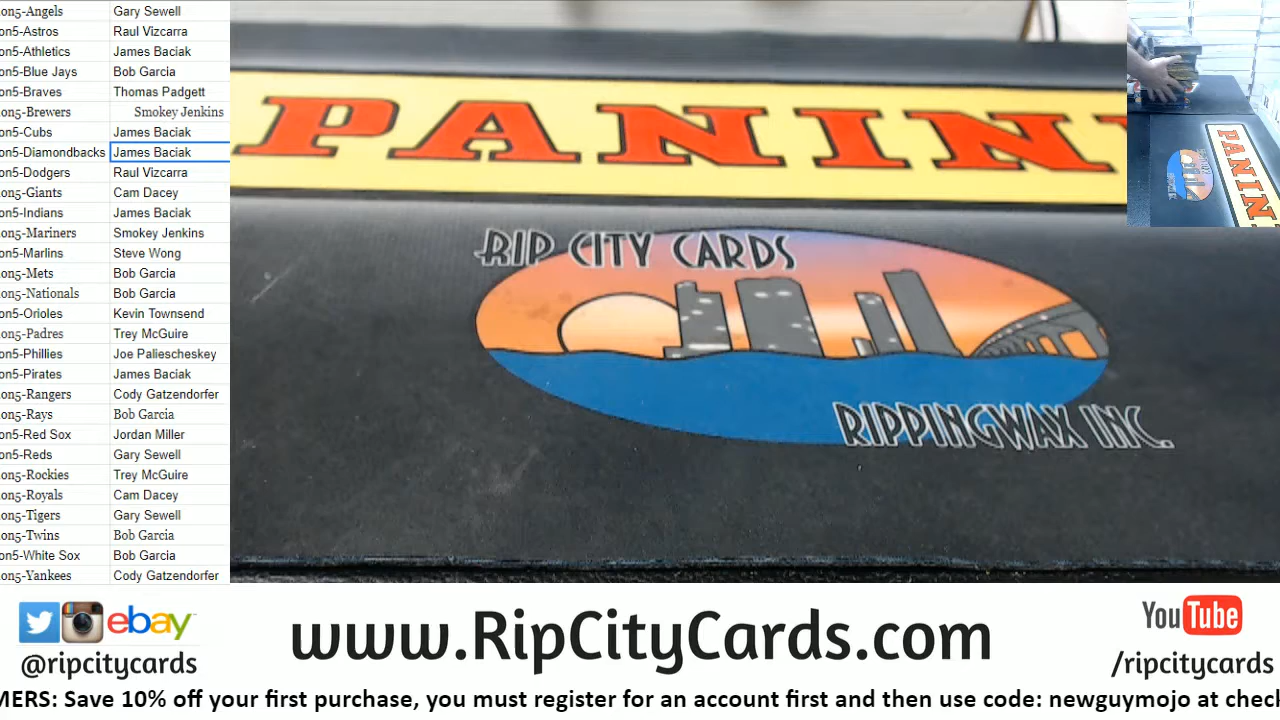 on5-Angels Gary Sewell
on5-Astros Raul Vizcarra
on5-Athletics James Baciak
on5-Blue Jays Bob Garcia
on5-Braves Thomas Padgett
on5-Brewers Smokey Jenkins
on5-Cubs James Baciak
on5-Diamondbacks James Baciak
on5-Dodgers Raul Vizcarra
on5-Giants Cam Dacey
on5-Indians James Baciak
on5-Mariners Smokey Jenkins
on5-Marlins Steve Wong
on5-Mets Bob Garcia
on5-Nationals Bob Garcia
on5-Orioles Kevin Townsend
on5-Padres Trey McGuire
on5-Phillies Joe Paliescheskey
on5-Pirates James Baciak
on5-Rangers Cody Gatzendorfer
on5-Rays Bob Garcia
on5-Red Sox Jordan Miller
on5-Reds Gary Sewell
on5-Rockies Trey McGuire
on5-Royals Cam Dacey
on5-Tigers Gary Sewell
on5-Twins Bob Garcia
on5-White Sox Bob Garcia
on5-Yankees Cody Gatzendorfer
PANIN
RIP CITY CARDS
RIPPINGWAX INC.
PANIN
ebay
@ripcitycards
www.RipCityCards.com
YouTube
/ripcitycards
MERS: Save 10% off your first purchase, you must register for an account first and then use code: newguymojo at check